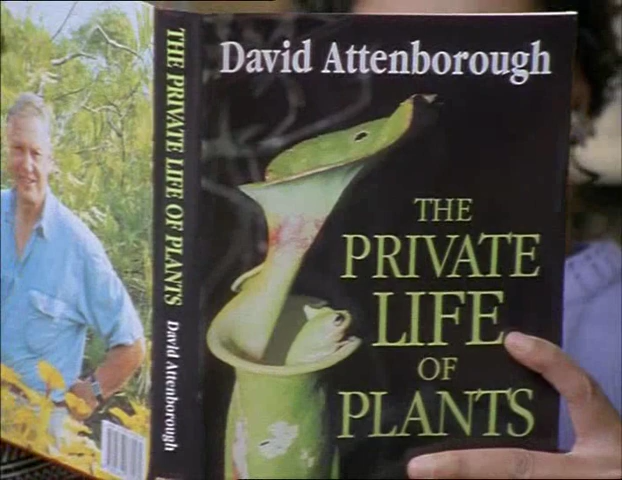 THE PRIVATE LIFE OF PLANTS David Attenborough
David Attenborough
THE
PRIVATE
LIFE
OF
PLANTS